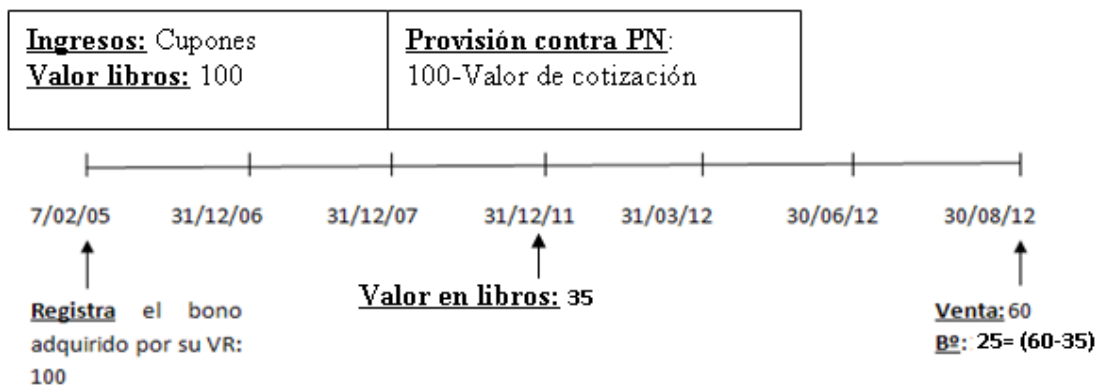 Ingresos: Cupones
Valor libros: 100
Provisión contra PN:
100-Valor de cotización
7/02/05 31/12/06 31/12/07 31/12/11 31/03/12 30/06/12 30/08/12
Registra el bono
adquirido por su VR:
100
Valor en libros: 35
Venta: 60
Bº: 25= (60-35)